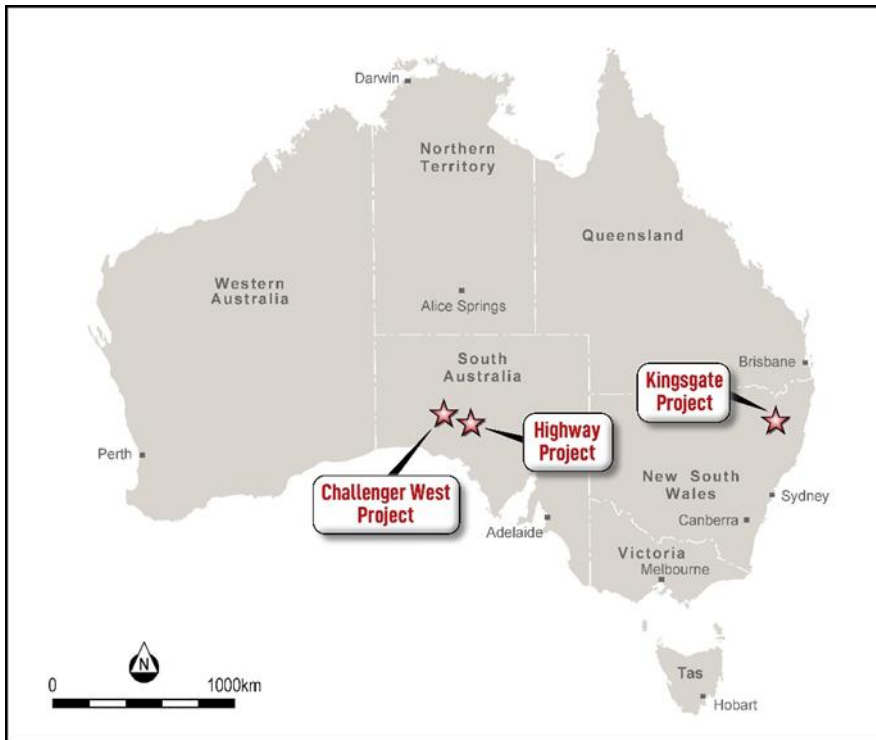 Darwin
Northern
Territory
Queensland
Western
Australia
Alice Springs
South
Australia
Brisbane
Kingsgate
Project
Highway
Project
Perth
Challenger West
Project
New South
Wales
Sydney
Canberra
Adelaide
Victoria
Melbourne
Tas
Hobart
N
0 1000km